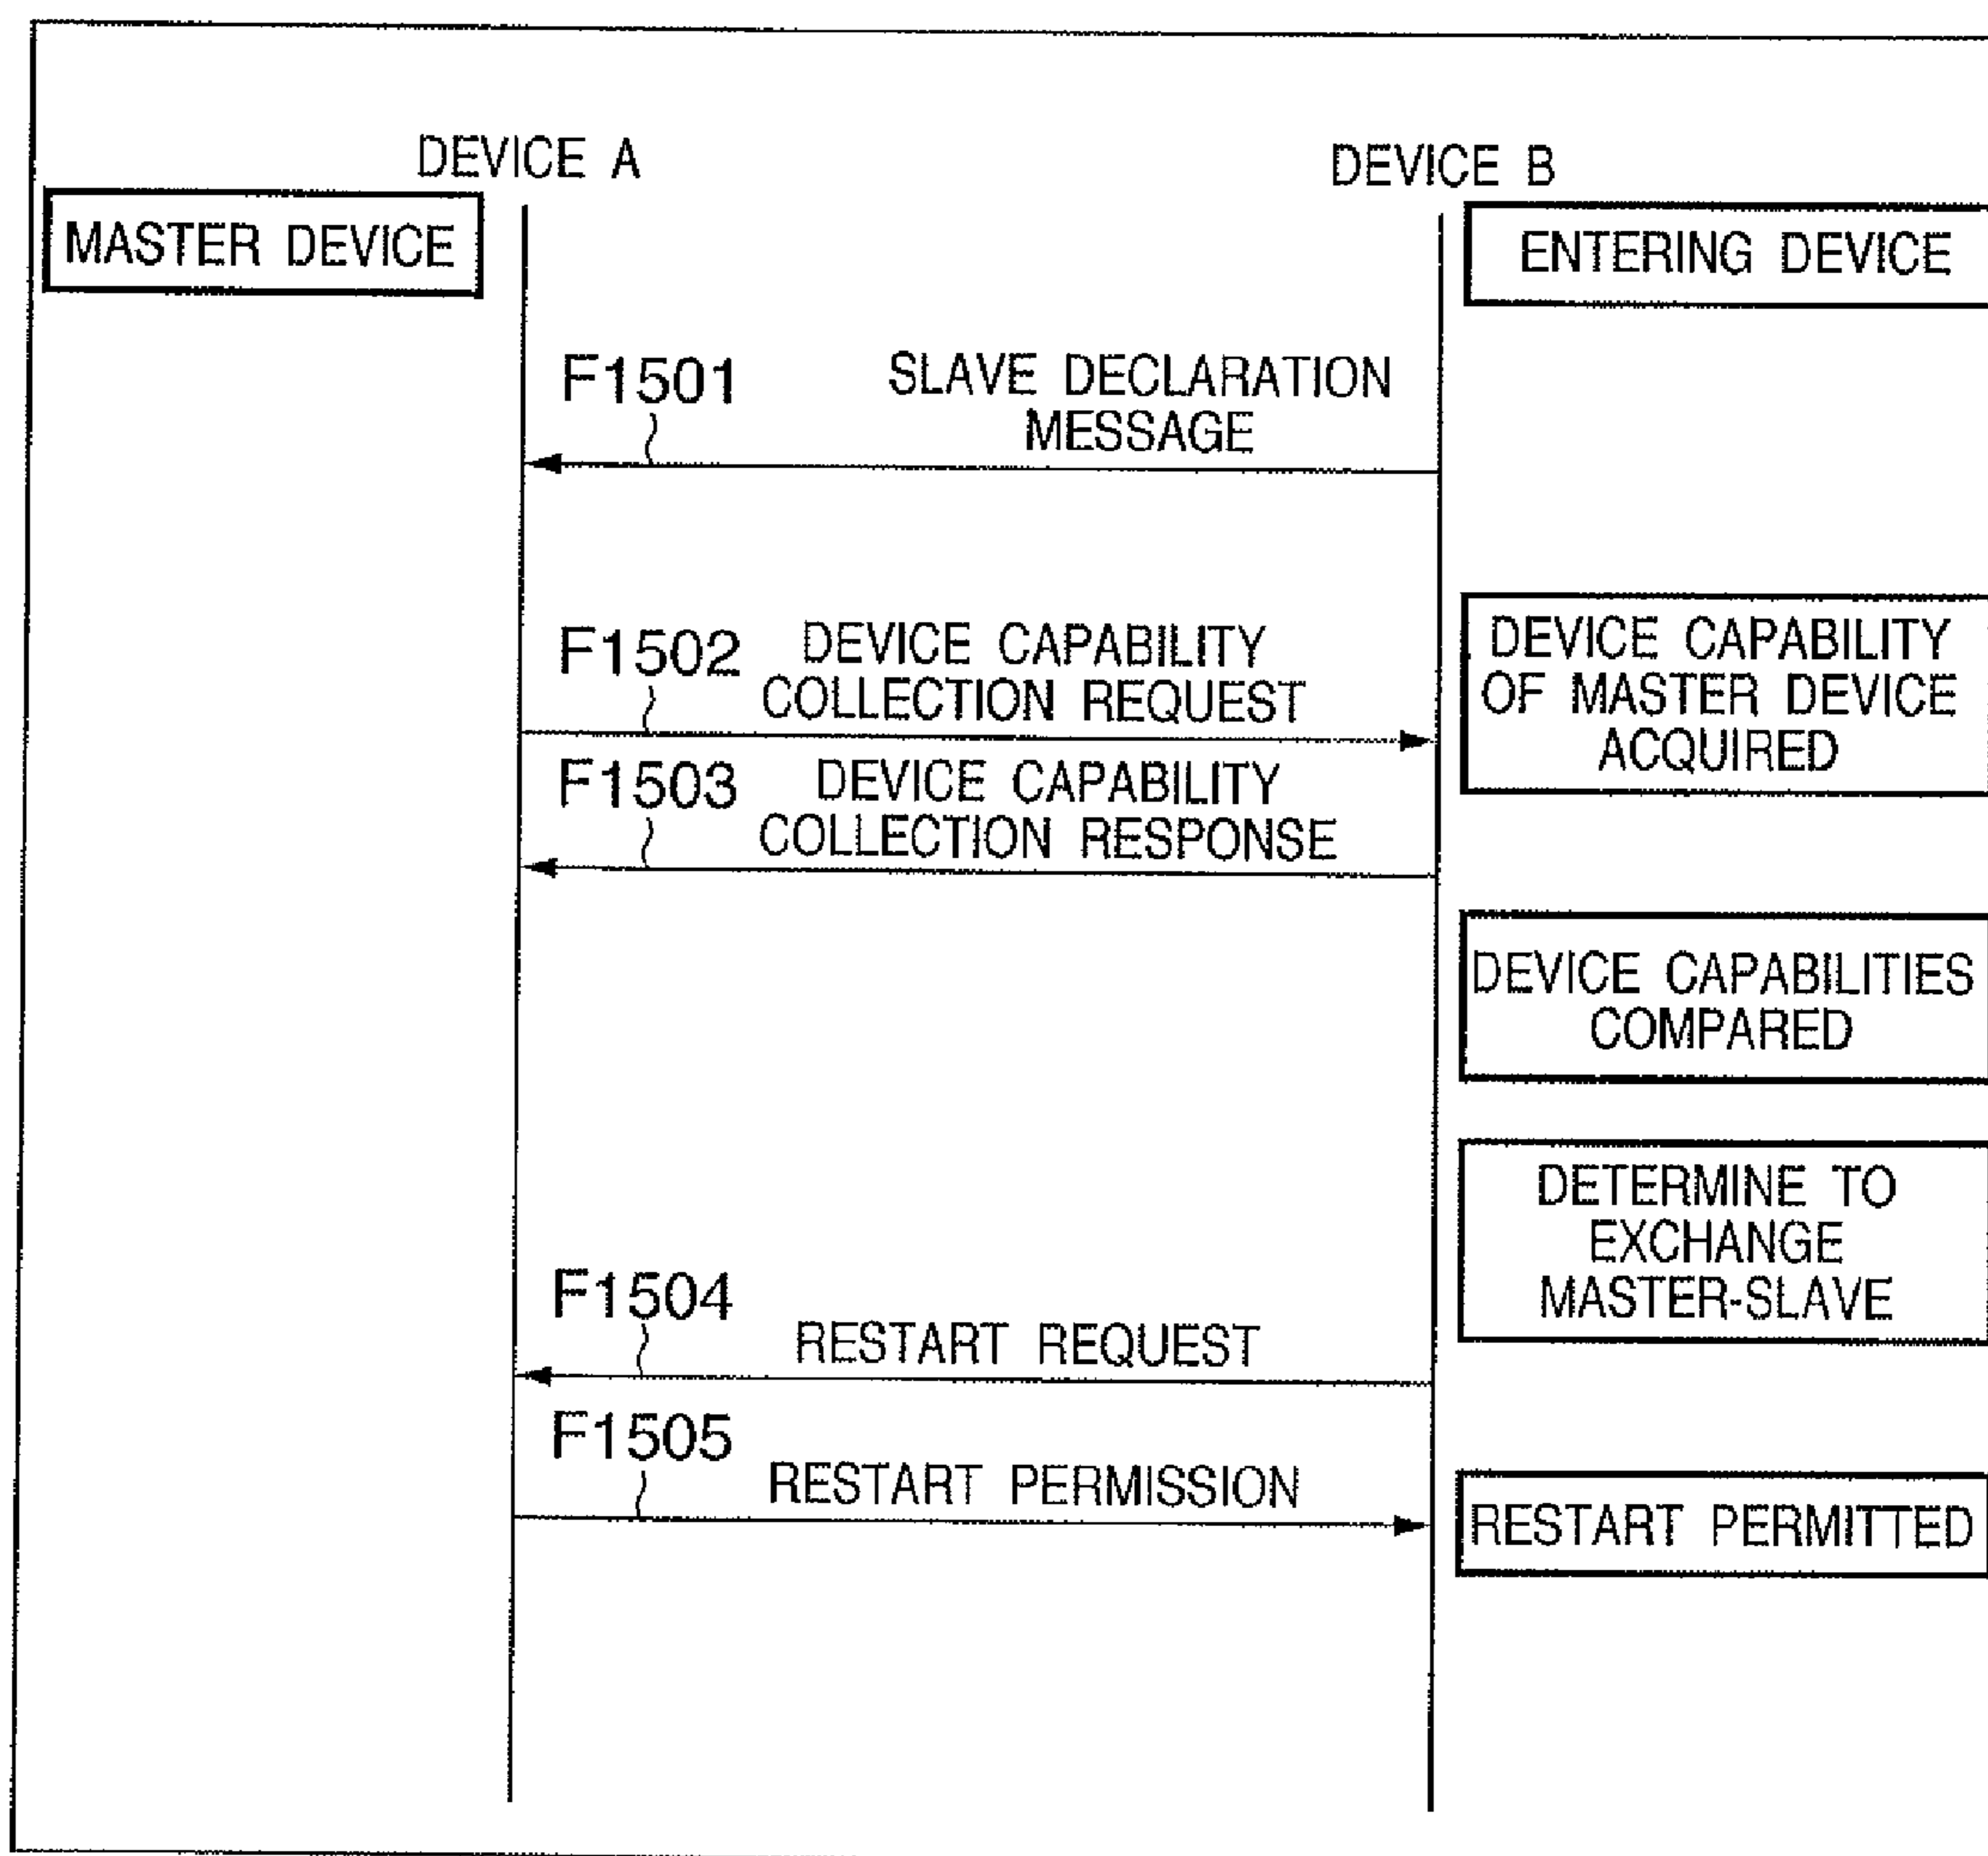 DEVICE A
DEVICE B
MASTER DEVICE
ENTERING DEVICE
F1501
SLAVE DECLARATION
MESSAGE
F1502
DEVICE CAPABILITY
COLLECTION REQUEST
DEVICE CAPABILITY
OF MASTER DEVICE
ACQUIRED
F1503
DEVICE CAPABILITY
COLLECTION RESPONSE
DEVICE CAPABILITIES
COMPARED
DETERMINE TO
EXCHANGE
MASTER-SLAVE
F1504
RESTART REQUEST
F1505
RESTART PERMISSION
RESTART PERMITTED